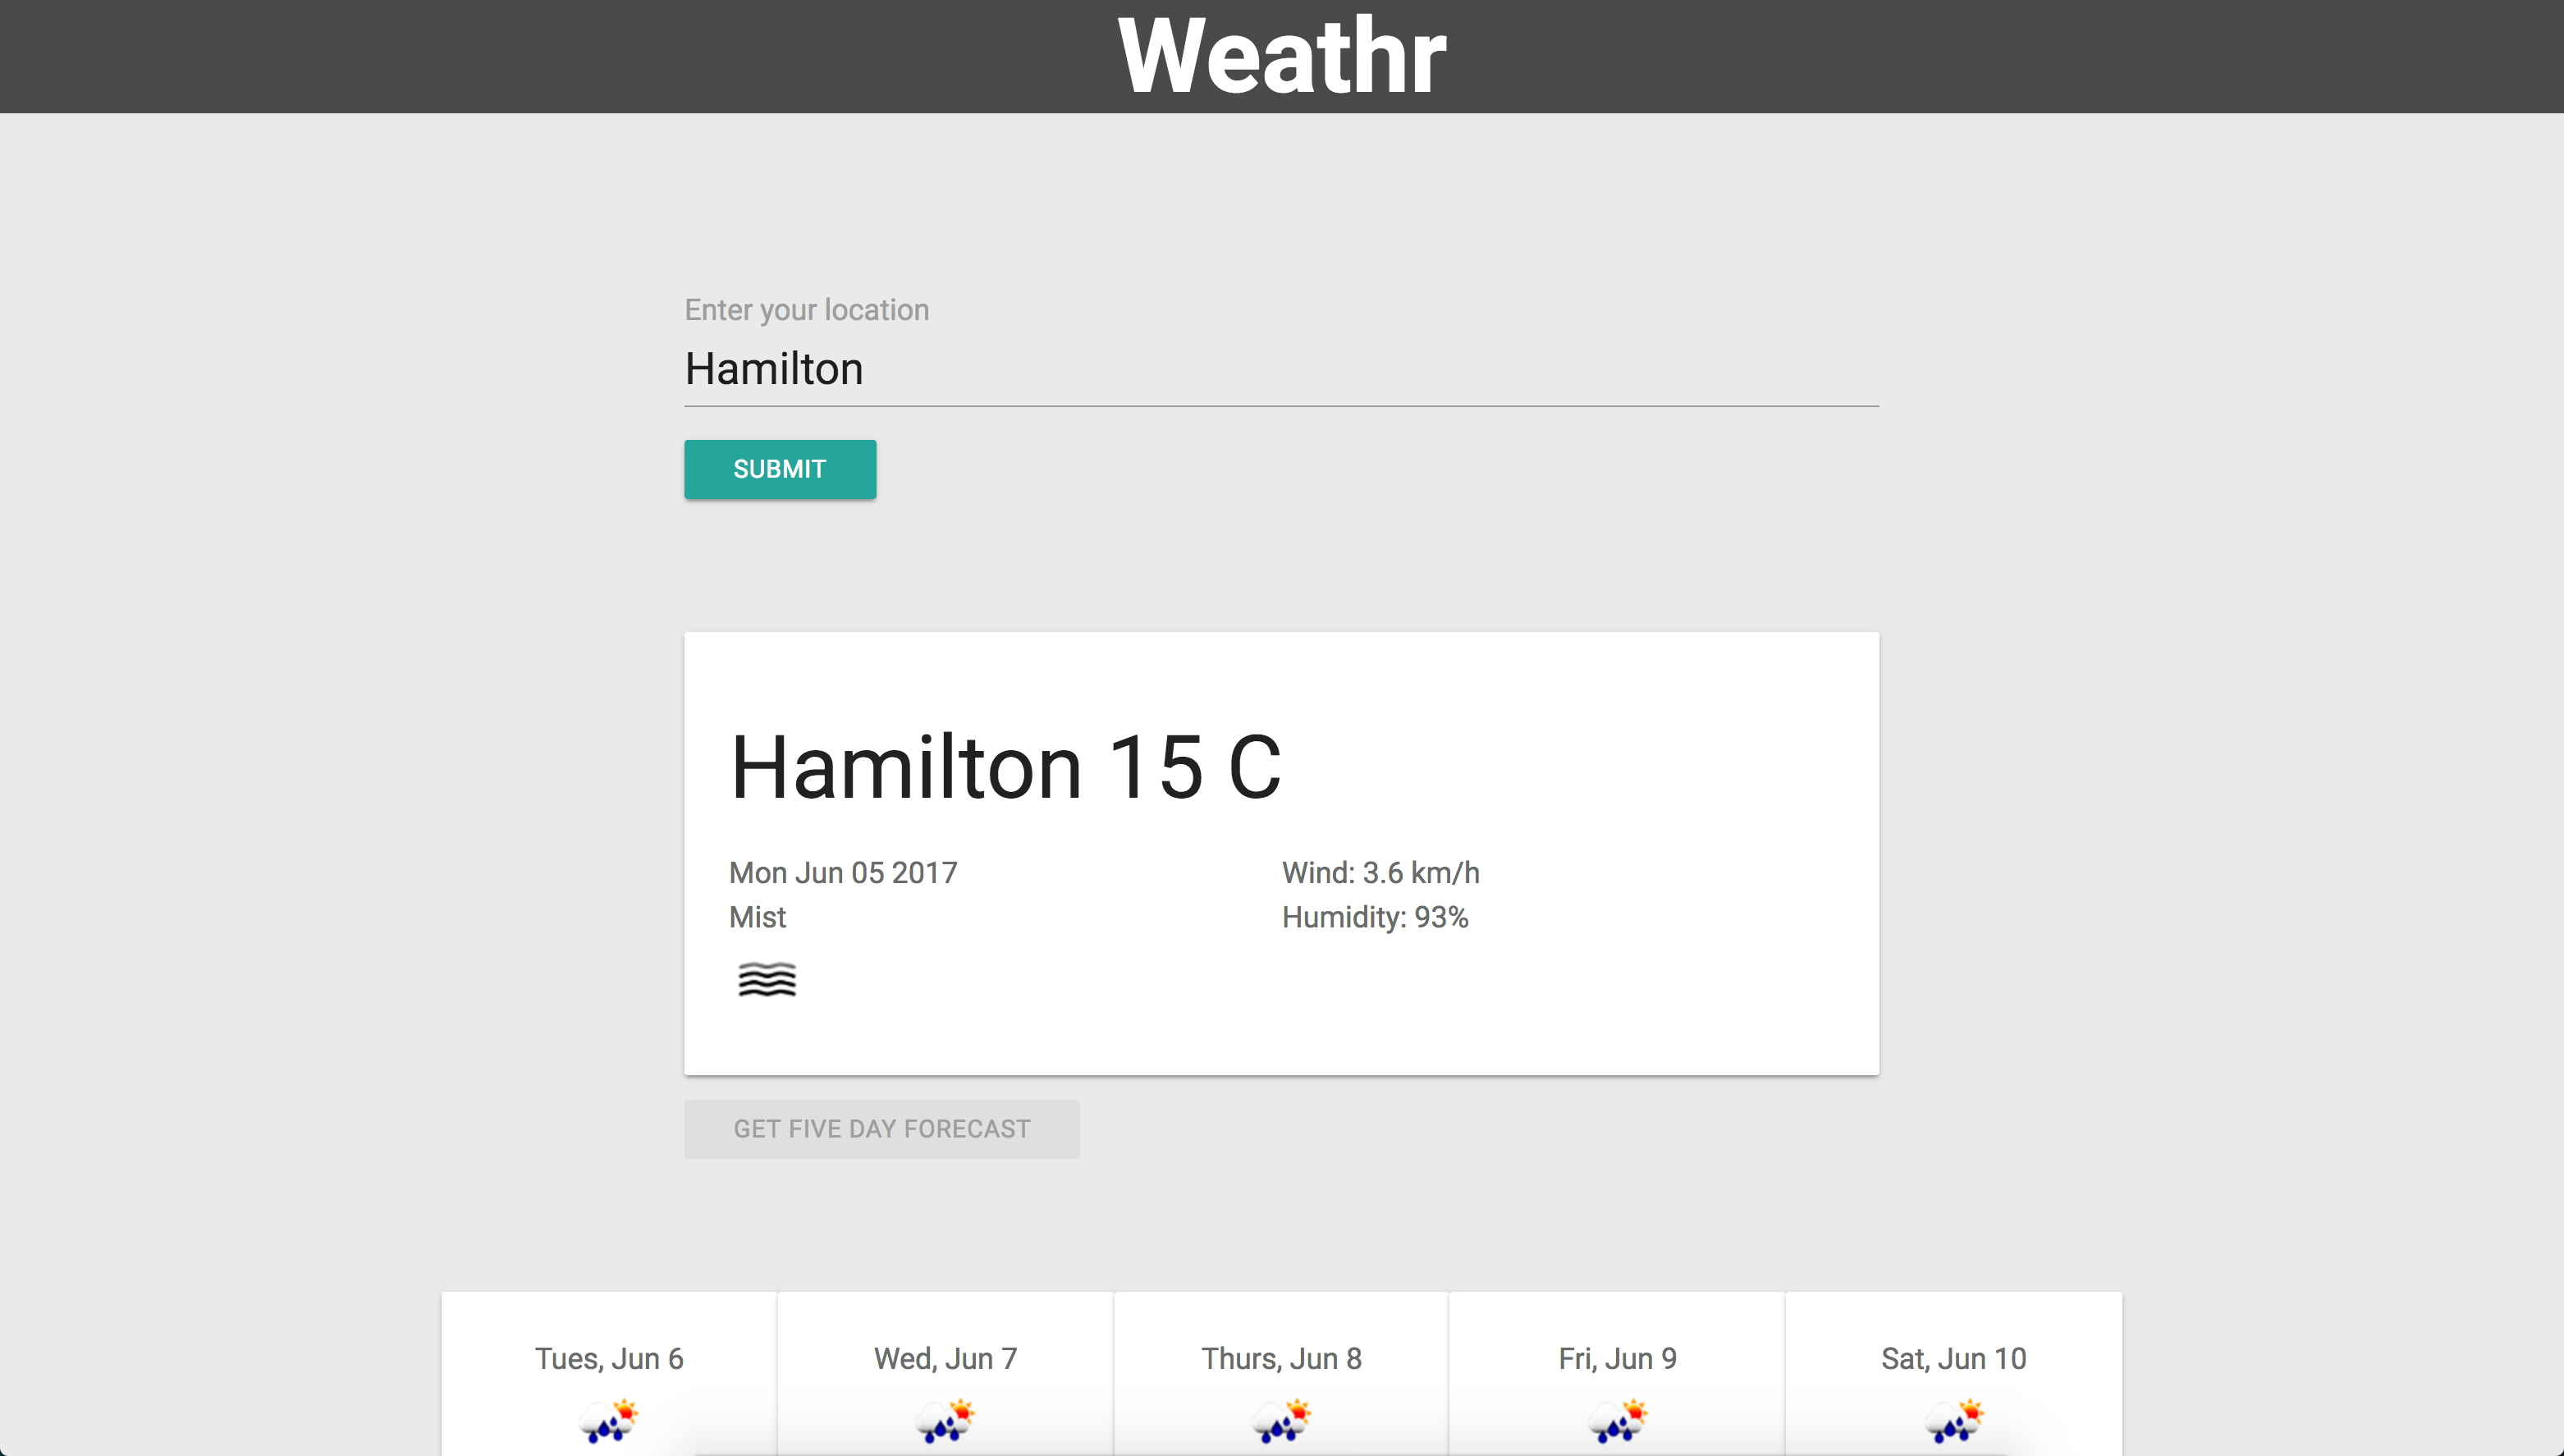 Weathr
Enter your location
Hamilton
SUBMIT
Hamilton 15 C
Mon Jun 05 2017
Wind: 3.6 km/h
Mist
Humidity: 93%
GET FIVE DAY FORECAST
Tues, Jun 6
Wed, Jun 7
Thurs, Jun 8
Fri, Jun 9
Sat, Jun 10